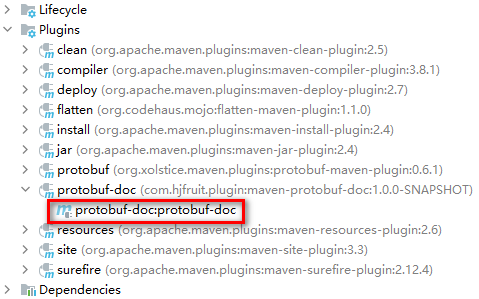 Lifecycle
Plugins
clean (org.apache.maven.plugins:maven-clean-plugin:2.5)
compiler (org.apache.maven.plugins:maven-compiler-plugin:3.8.1)
deploy (org.apache.maven.plugins:maven-deploy-plugin:2.7)
flatten (org.codehaus.mojo:flatten-maven-plugin:1.1.0)
install (org.apache.maven.plugins:maven-install-plugin:2.4)
jar (org.apache.maven.plugins:maven-jar-plugin:2.4)
protobuf (org.xolstice.maven.plugins:protobuf-maven-plugin:0.6.1)
protobuf-doc (com.hjfruit.plugin:maven-protobuf-doc:1.0.0-SNAPSHOT)
protobuf-doc:protobuf-doc
resources (org.apache.maven.plugins:maven-resources-plugin:2.6)
site (org.apache.maven.plugins:maven-site-plugin:3.3)
surefire (org.apache.maven.plugins:maven-surefire-plugin:2.12.4)
Dependencies